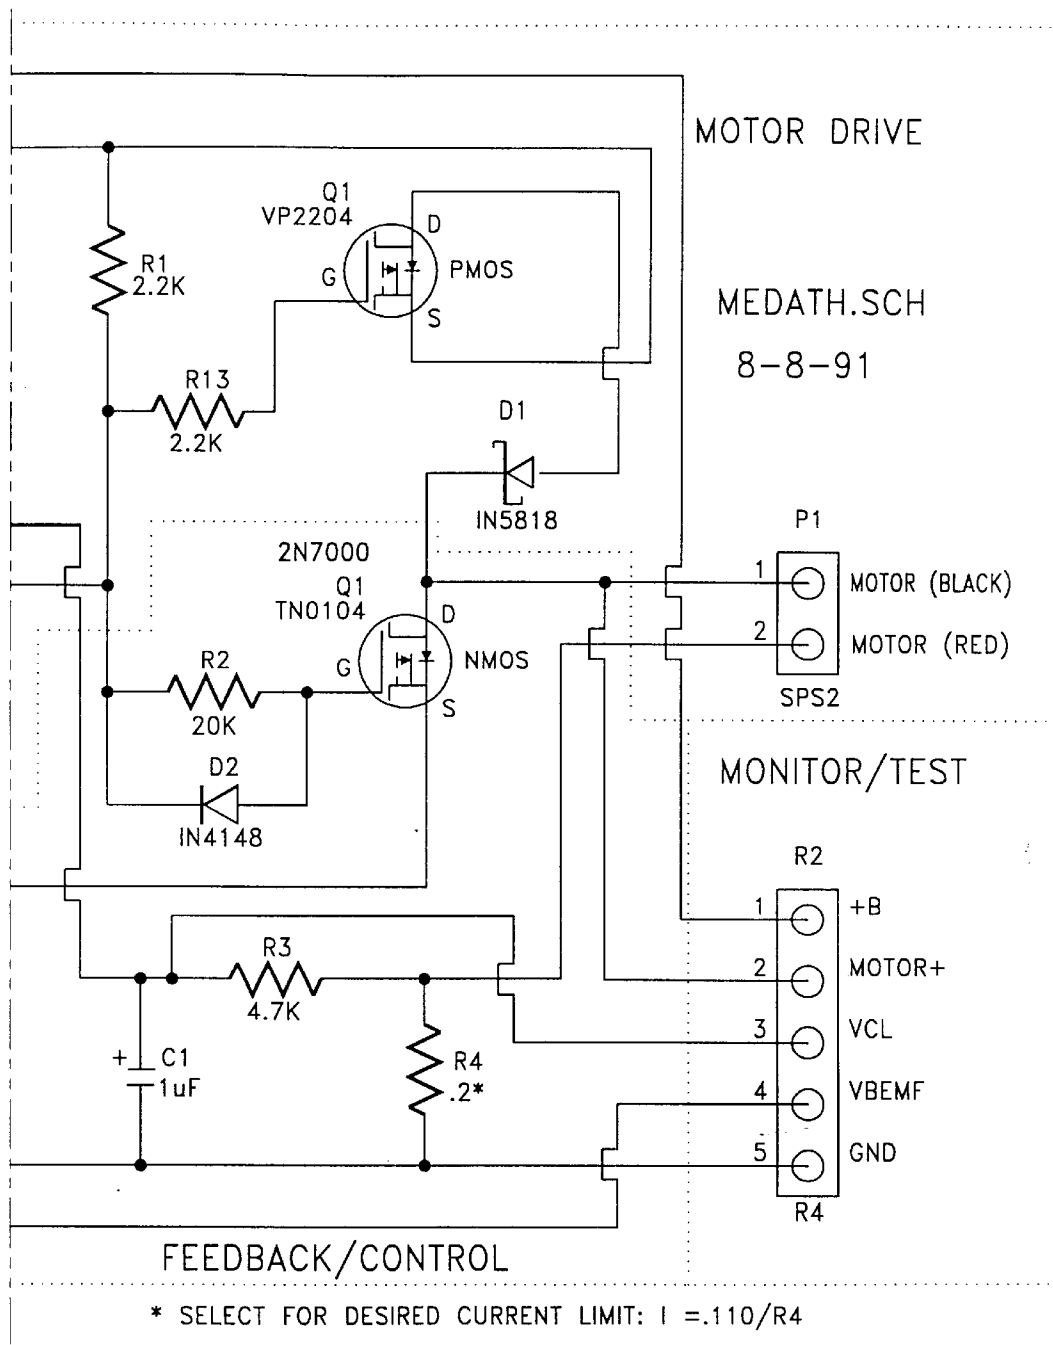 MOTOR DRIVE
Q1
VP2204
D
G
PMOS
S
R1
2.2K
MEDATH.SCH
8-8-91
R13
2.2K
D1
IN5818
P1
2N7000
Q1
TN0104
D
G
NMOS
S
1
MOTOR (BLACK)
2
MOTOR (RED)
SPS2
R2
20K
D2
IN4148
MONITOR/TEST
R2
1
+B
2
MOTOR+
3
VCL
4
VBEMF
5
GND
R4
R3
4.7K
+
C1
1uF
R4
.2*
FEEDBACK/CONTROL
* SELECT FOR DESIRED CURRENT LIMIT: I =.110/R4